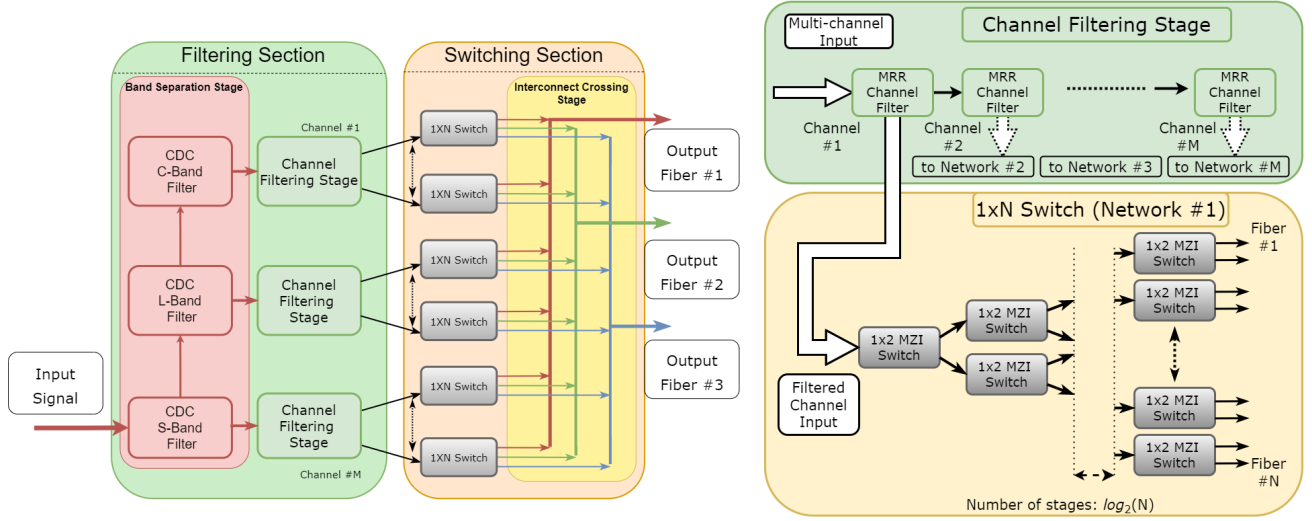 Filtering Section
Band Separation Stage
CDC
C-Band
Filter
CDC
L-Band
Filter
CDC
S-Band
Filter
Input
Signal
Channel #1
Channel
Filtering Stage
Channel
Filtering
Stage
Channel
Filtering
Stage
Channel #M
Switching Section
Interconnect Crossing
Stage
1XN Switch
1XN Switch
1XN Switch
1XN Switch
1XN Switch
1XN Switch
Output
Fiber #1
Output
Fiber #2
Output
Fiber #3
Multi-channel
Input
Channel Filtering Stage
MRR
Channel
Filter
MRR
Channel
Filter
MRR
Channel
Filter
Channel
#1
Channel
#2
Channel
#M
to Network #2
to Network #3
to Network #M
1xN Switch (Network #1)
1x2 MZI
Switch
1x2 MZI
Switch
1x2 MZI
Switch
1x2 MZI
Switch
1x2 MZI
Switch
1x2 MZI
Switch
1x2 MZI
Switch
Fiber
#1
Fiber
#N
Filtered
Channel
Input
Number of stages: log₂(N)